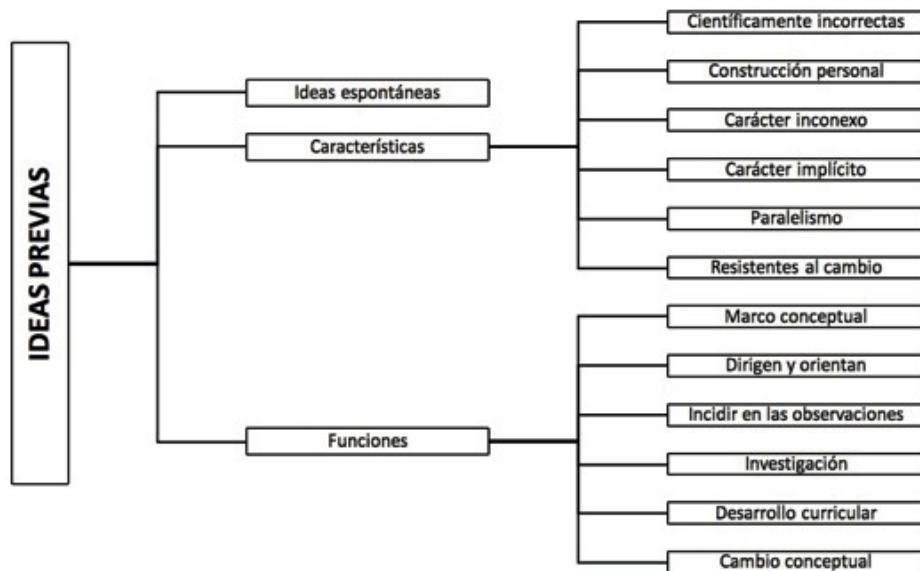 IDEAS PREVIAS
Ideas espontáneas
Características
Científicamente incorrectas
Construcción personal
Carácter inconexo
Carácter implícito
Paralelismo
Resistentes al cambio
Funciones
Marco conceptual
Dirigen y orientan
Incidir en las observaciones
Investigación
Desarrollo curricular
Cambio conceptual